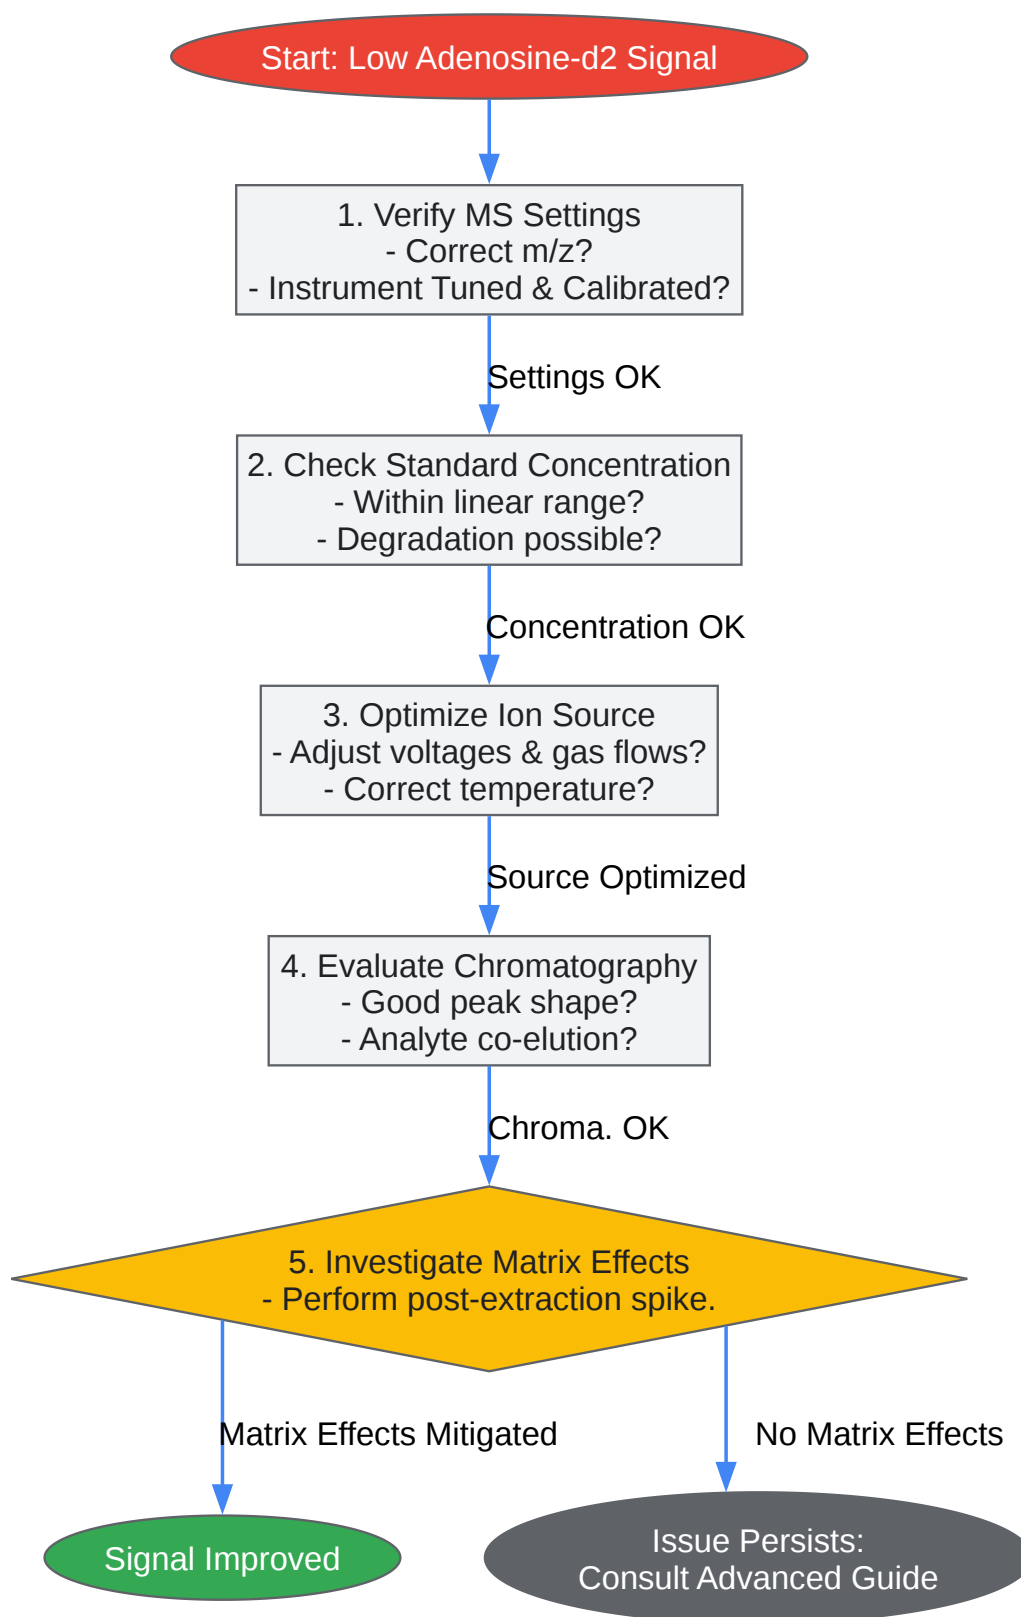 Start: Low Adenosine-d2 Signal
1. Verify MS Settings
- Correct m/z?
- Instrument Tuned & Calibrated?
Settings OK
2. Check Standard Concentration
- Within linear range?
- Degradation possible?
Concentration OK
3. Optimize Ion Source
- Adjust voltages & gas flows?
- Correct temperature?
Source Optimized
4. Evaluate Chromatography
- Good peak shape?
- Analyte co-elution?
Chroma. OK
5. Investigate Matrix Effects
- Perform post-extraction spike.
Matrix Effects Mitigated
No Matrix Effects
Signal Improved
Issue Persists:
Consult Advanced Guide